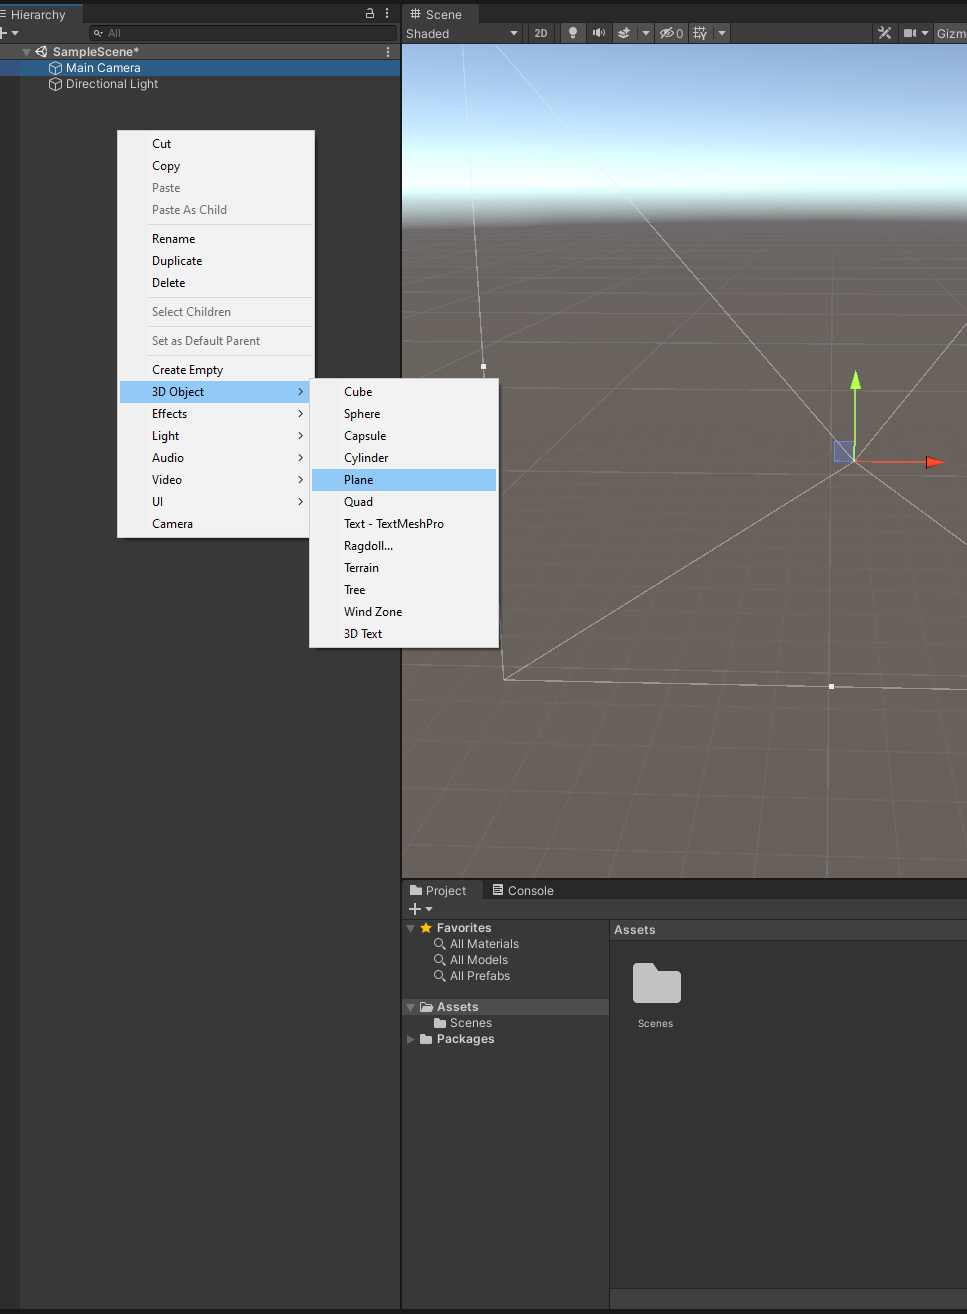 Hierarchy
All
SampleScene*
Main Camera
Directional Light
Cut
Copy
Paste
Paste As Child
Rename
Duplicate
Delete
Select Children
Set as Default Parent
Create Empty
3D Object
Effects
Light
Audio
Video
UI
Camera
Cube
Sphere
Capsule
Cylinder
Plane
Quad
Text - TextMeshPro
Ragdoll...
Terrain
Tree
Wind Zone
3D Text
Scene
Shaded 2D 0 Gizm
Project Console
Favorites
All Materials
All Models
All Prefabs
Assets
Scenes
Packages
Assets
Scenes